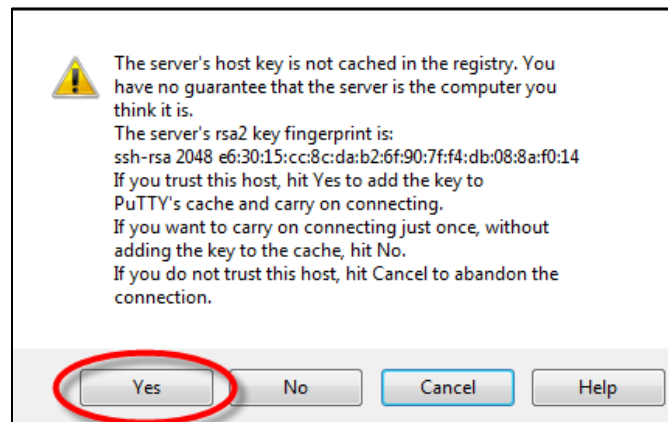 The server's host key is not cached in the registry. You
have no guarantee that the server is the computer you
think it is.
The server's rsa2 key fingerprint is:
ssh-rsa 2048 e6:30:15:cc:8c:da:b2:6f:90:7f:f4:db:08:8a:f0:14
If you trust this host, hit Yes to add the key to
PuTTY's cache and carry on connecting.
If you want to carry on connecting just once, without
adding the key to the cache, hit No.
If you do not trust this host, hit Cancel to abandon the
connection.
Yes No Cancel Help